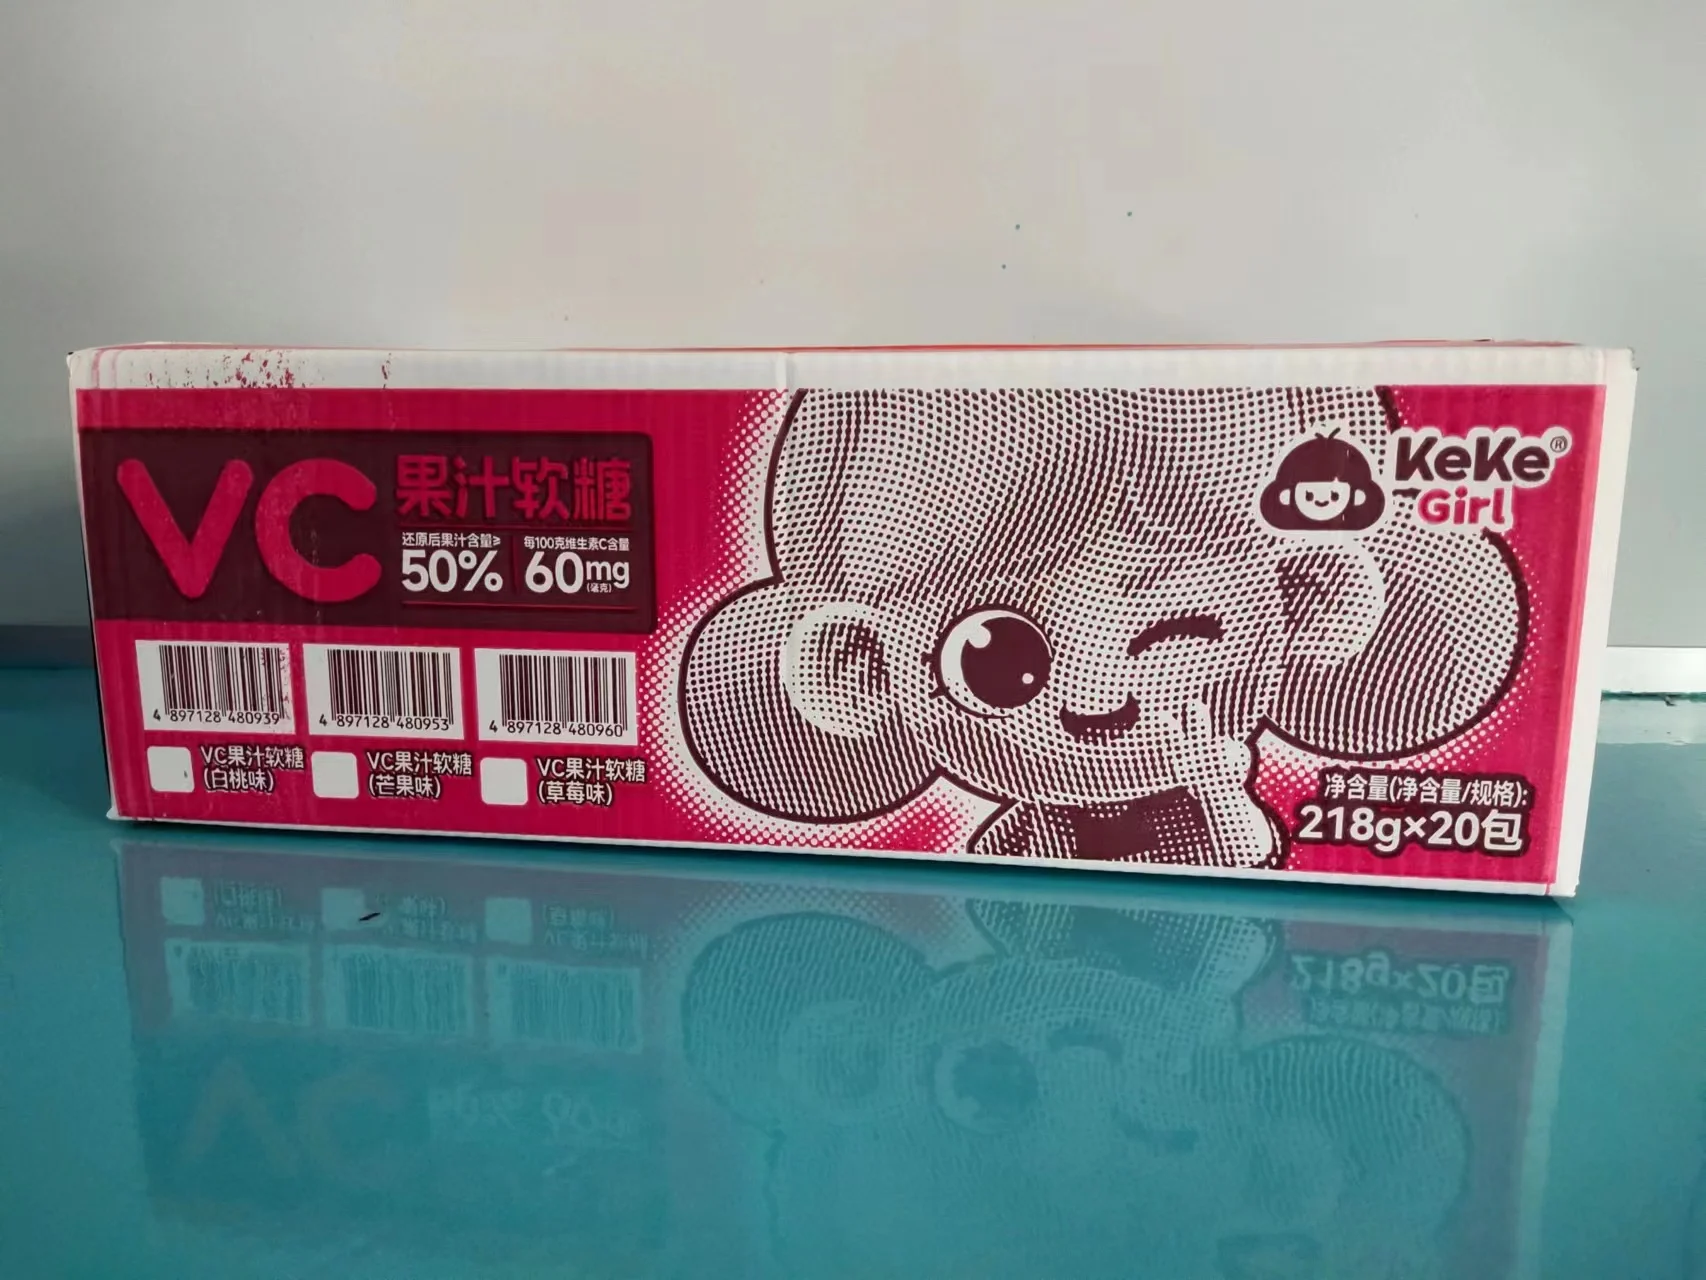 VC
果汁软糖
还原后果汁含量≥
50%
每100克维生素C含量
60mg
(毫克)
4 897128 480939
4 897128 480953
4 897128 480960
VC果汁软糖
(白桃味)
VC果汁软糖
(芒果味)
VC果汁软糖
(草莓味)
KeKe®
Girl
净含量(净含量/规格):
218g×20包